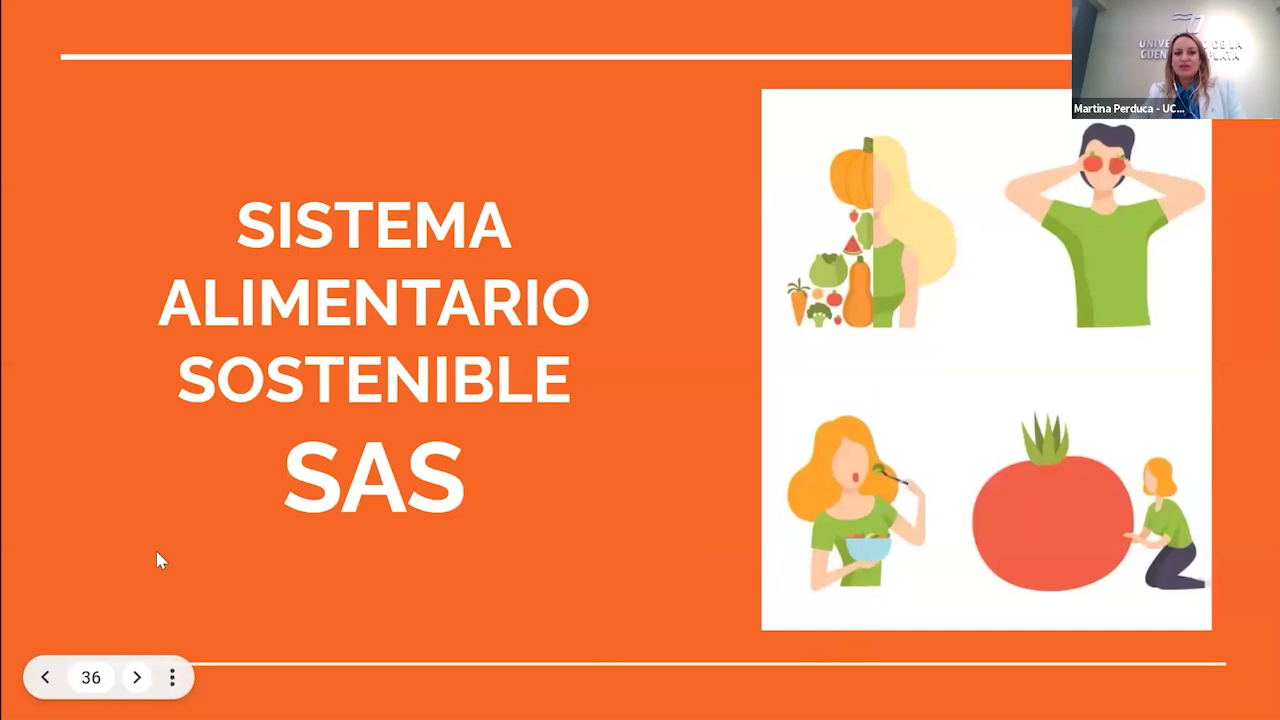 SISTEMA
ALIMENTARIO
SOSTENIBLE
SAS
Martina Perduca - UC...
36